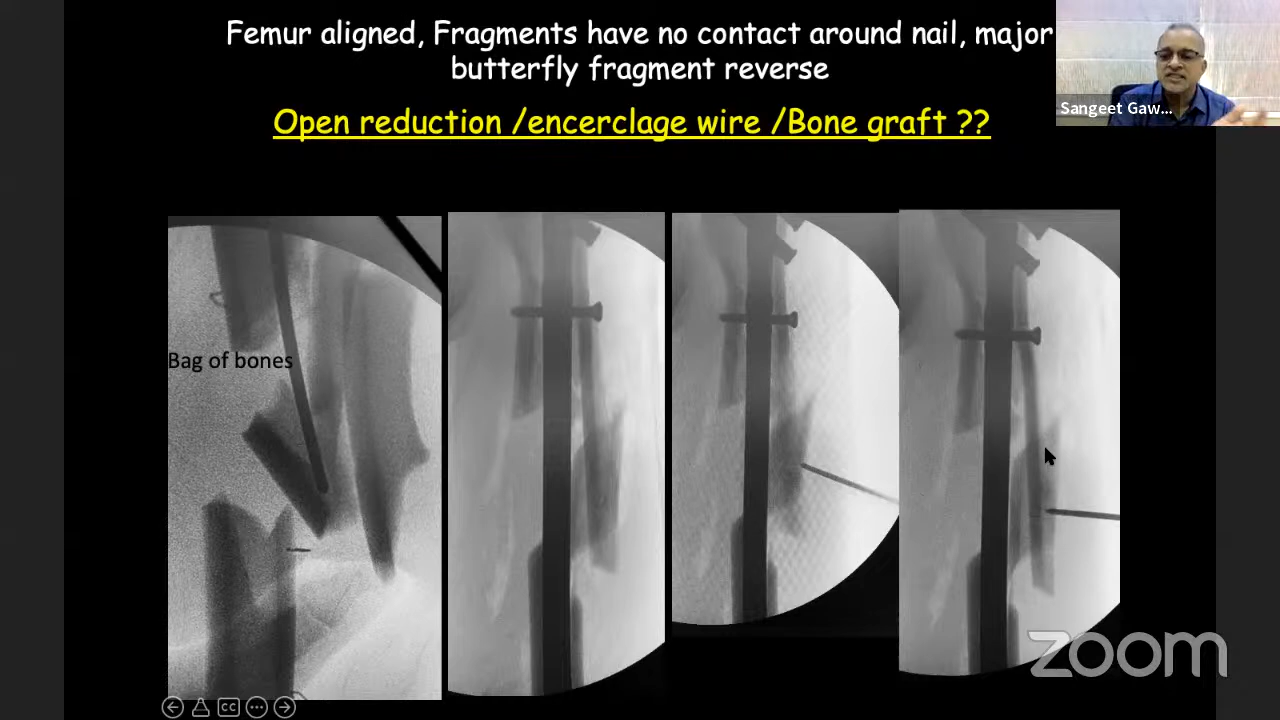 Femur aligned, Fragments have no contact around nail, major
butterfly fragment reverse
Open reduction /encerclage wire /Bone graft ??
Sangeet Gaw...
Bag of bones
CC
zoom